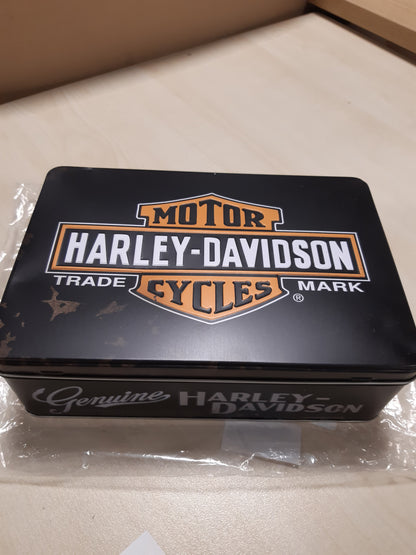 MOTOR
HARLEY-DAVIDSON
TRADE MARK
CYCLES
®
Genuine HARLEY-
DAVIDSON